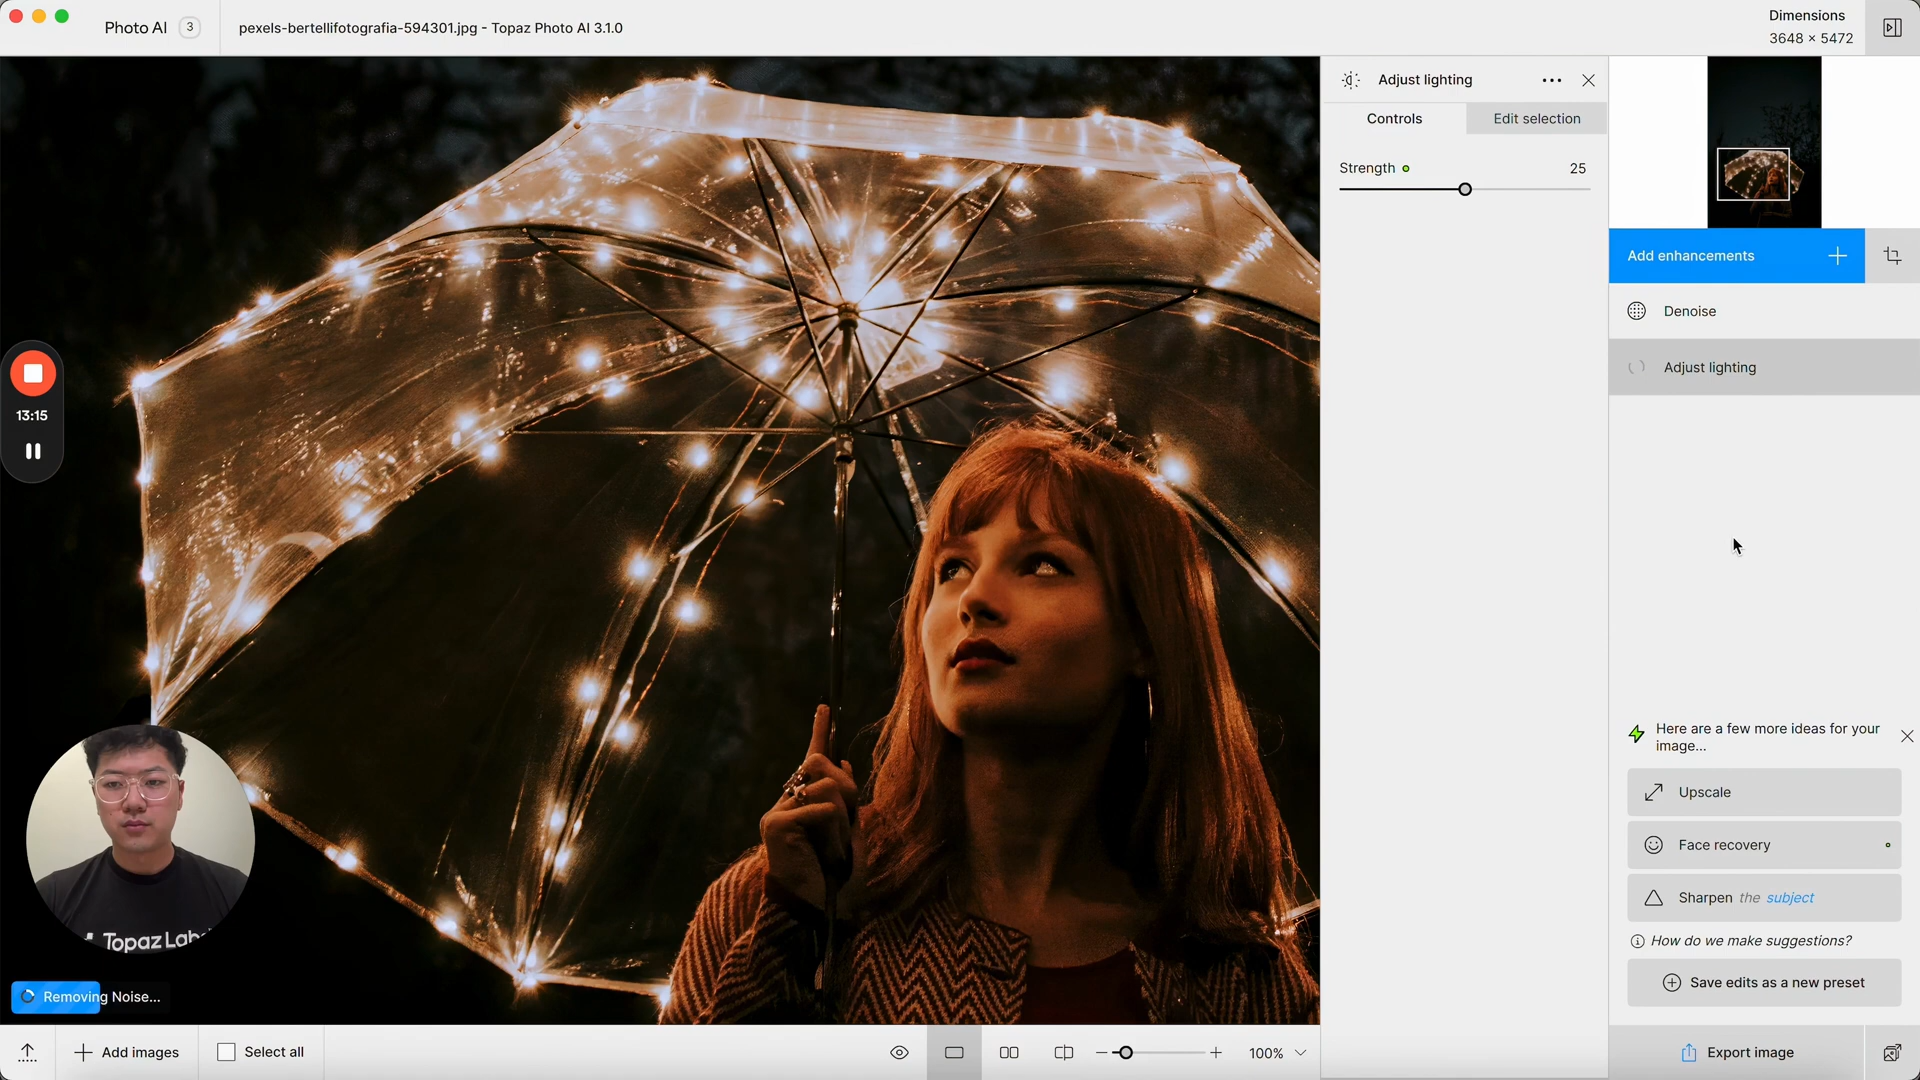 Photo AI 3
pexels-bertellifotografia-594301.jpg - Topaz Photo AI 3.1.0
Dimensions
3648 × 5472
Adjust lighting
Controls
Edit selection
Strength 25
Add enhancements
Denoise
Adjust lighting
13:15
Here are a few more ideas for your
image...
Upscale
Face recovery
Sharpen the subject
How do we make suggestions?
Save edits as a new preset
Topaz Lab
Removing Noise...
Add images
Select all
100%
Export image